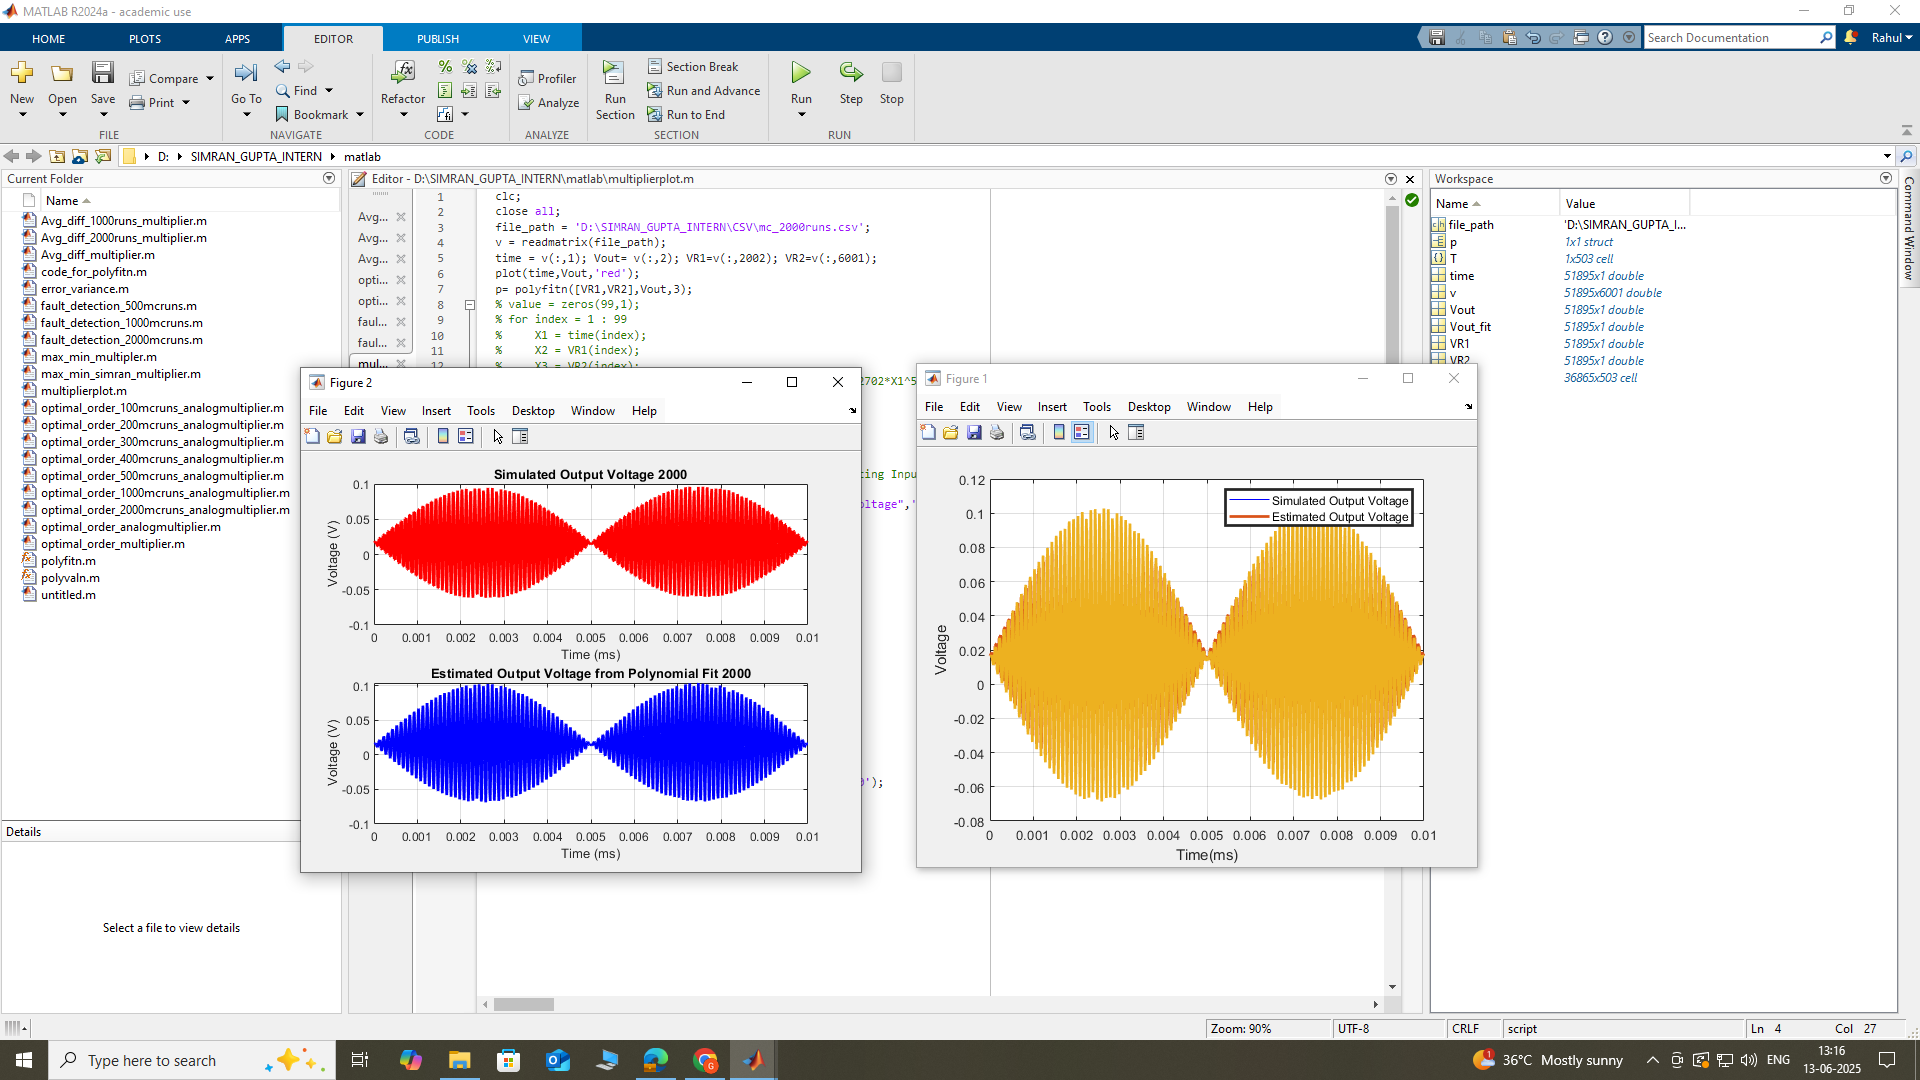 MATLAB R2024a - academic use
HOME PLOTS APPS EDITOR PUBLISH VIEW
Search Documentation Rahul
New Open Save Compare Print
FILE
Go To Find Bookmark
NAVIGATE
Refactor
CODE
Profiler
Analyze
ANALYZE
Run Section
Section Break
Run and Advance
Run to End
SECTION
Run Step Stop
RUN
D: SIMRAN_GUPTA_INTERN matlab
Current Folder
Name
Avg_diff_1000runs_multiplier.m
Avg_diff_2000runs_multiplier.m
Avg_diff_multiplier.m
code_for_polyfitn.m
error_variance.m
fault_detection_500mcruns.m
fault_detection_1000mcruns.m
fault_detection_2000mcruns.m
max_min_multipler.m
max_min_simran_multiplier.m
multiplierplot.m
optimal_order_100mcruns_analogmultiplier.m
optimal_order_200mcruns_analogmultiplier.m
optimal_order_300mcruns_analogmultiplier.m
optimal_order_400mcruns_analogmultiplier.m
optimal_order_500mcruns_analogmultiplier.m
optimal_order_1000mcruns_analogmultiplier.m
optimal_order_2000mcruns_analogmultiplier.m
optimal_order_analogmultiplier.m
optimal_order_multiplier.m
polyfitn.m
polyvaln.m
untitled.m
Details
Select a file to view details
Editor - D:\SIMRAN_GUPTA_INTERN\matlab\multiplierplot.m
Avg...
Avg...
Avg...
opti...
opti...
faul...
faul...
mul...
1 clc;
2 close all;
3 file_path = 'D:\SIMRAN_GUPTA_INTERN\CSV\mc_2000runs.csv';
4 v = readmatrix(file_path);
5 time = v(:,1); Vout= v(:,2); VR1=v(:,2002); VR2=v(:,6001);
6 plot(time,Vout,'red');
7 p= polyfitn([VR1,VR2],Vout,3);
8 % value = zeros(99,1);
9 % for index = 1 : 99
10 % X1 = time(index);
11 % X2 = VR1(index);
12 % X3 = VR2(index);
2702*X1^5
ting Inpu
oltage",'
0');
Figure 2
File Edit View Insert Tools Desktop Window Help
Simulated Output Voltage 2000
Voltage (V)
0.1
0.05
0
-0.05
-0.1
0 0.001 0.002 0.003 0.004 0.005 0.006 0.007 0.008 0.009 0.01
Time (ms)
Estimated Output Voltage from Polynomial Fit 2000
Voltage (V)
0.1
0.05
0
-0.05
-0.1
0 0.001 0.002 0.003 0.004 0.005 0.006 0.007 0.008 0.009 0.01
Time (ms)
Figure 1
File Edit View Insert Tools Desktop Window Help
Simulated Output Voltage
Estimated Output Voltage
Voltage
0.12
0.1
0.08
0.06
0.04
0.02
0
-0.02
-0.04
-0.06
-0.08
0 0.001 0.002 0.003 0.004 0.005 0.006 0.007 0.008 0.009 0.01
Time(ms)
Workspace
Name Value
file_path 'D:\SIMRAN_GUPTA_I...
p 1x1 struct
T 1x503 cell
time 51895x1 double
v 51895x6001 double
Vout 51895x1 double
Vout_fit 51895x1 double
VR1 51895x1 double
VR2 51895x1 double
36865x503 cell
Command Window
Zoom: 90% UTF-8 CRLF script Ln 4 Col 27
Type here to search
1 36°C Mostly sunny ENG 13:16
13-06-2025